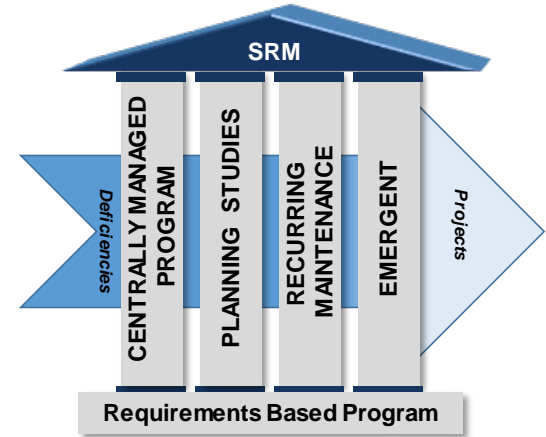 SRM
Deficiencies
CENTRALLY MANAGED
PROGRAM
PLANNING STUDIES
RECURRING
MAINTENANCE
EMERGENT
Projects
Requirements Based Program